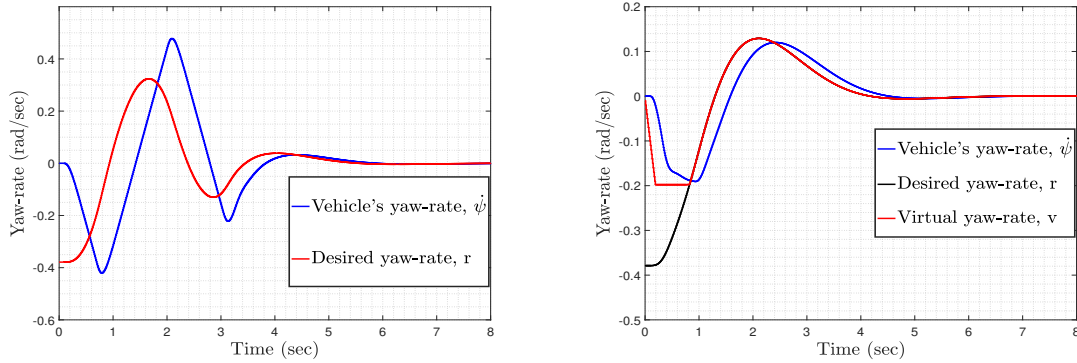 Yaw-rate (rad/sec)
0.4
0.2
0
-0.2
-0.4
-0.6
0 1 2 3 4 5 6 7 8
Time (sec)
Vehicle's yaw-rate, ψ̇
Desired yaw-rate, r
Yaw-rate (rad/sec)
0.1
0
-0.1
-0.2
-0.3
-0.4
-0.5
0 1 2 3 4 5 6 7 8
Time (sec)
Vehicle's yaw-rate, ψ̇
Desired yaw-rate, r
Virtual yaw-rate, v